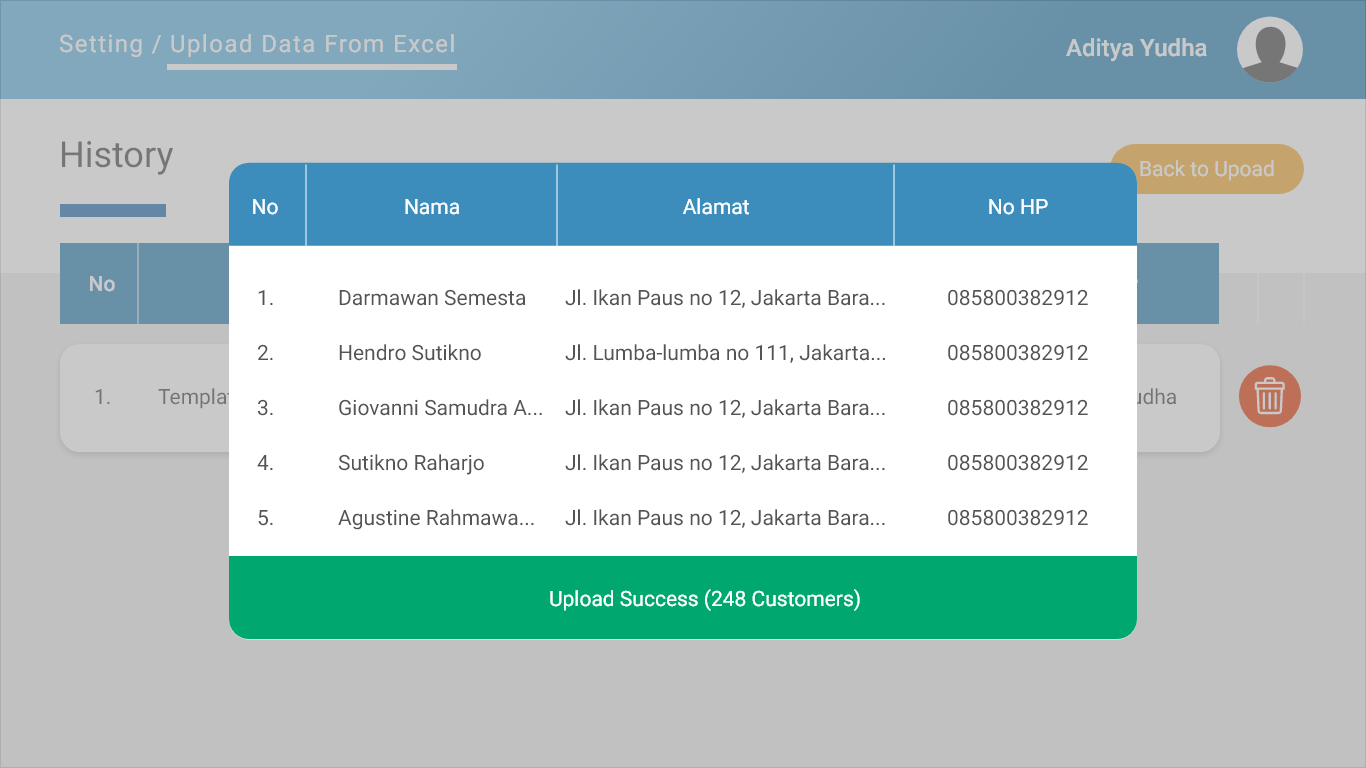 Setting / Upload Data From Excel
Aditya Yudha
History
Back to Upoad
No Nama Alamat No HP
No
1. Darmawan Semesta Jl. Ikan Paus no 12, Jakarta Bara... 085800382912
2. Hendro Sutikno Jl. Lumba-lumba no 111, Jakarta... 085800382912
1.
3. Giovanni Samudra A... Jl. Ikan Paus no 12, Jakarta Bara... 085800382912
4. Sutikno Raharjo Jl. Ikan Paus no 12, Jakarta Bara... 085800382912
5. Agustine Rahmawa... Jl. Ikan Paus no 12, Jakarta Bara... 085800382912
Upload Success (248 Customers)